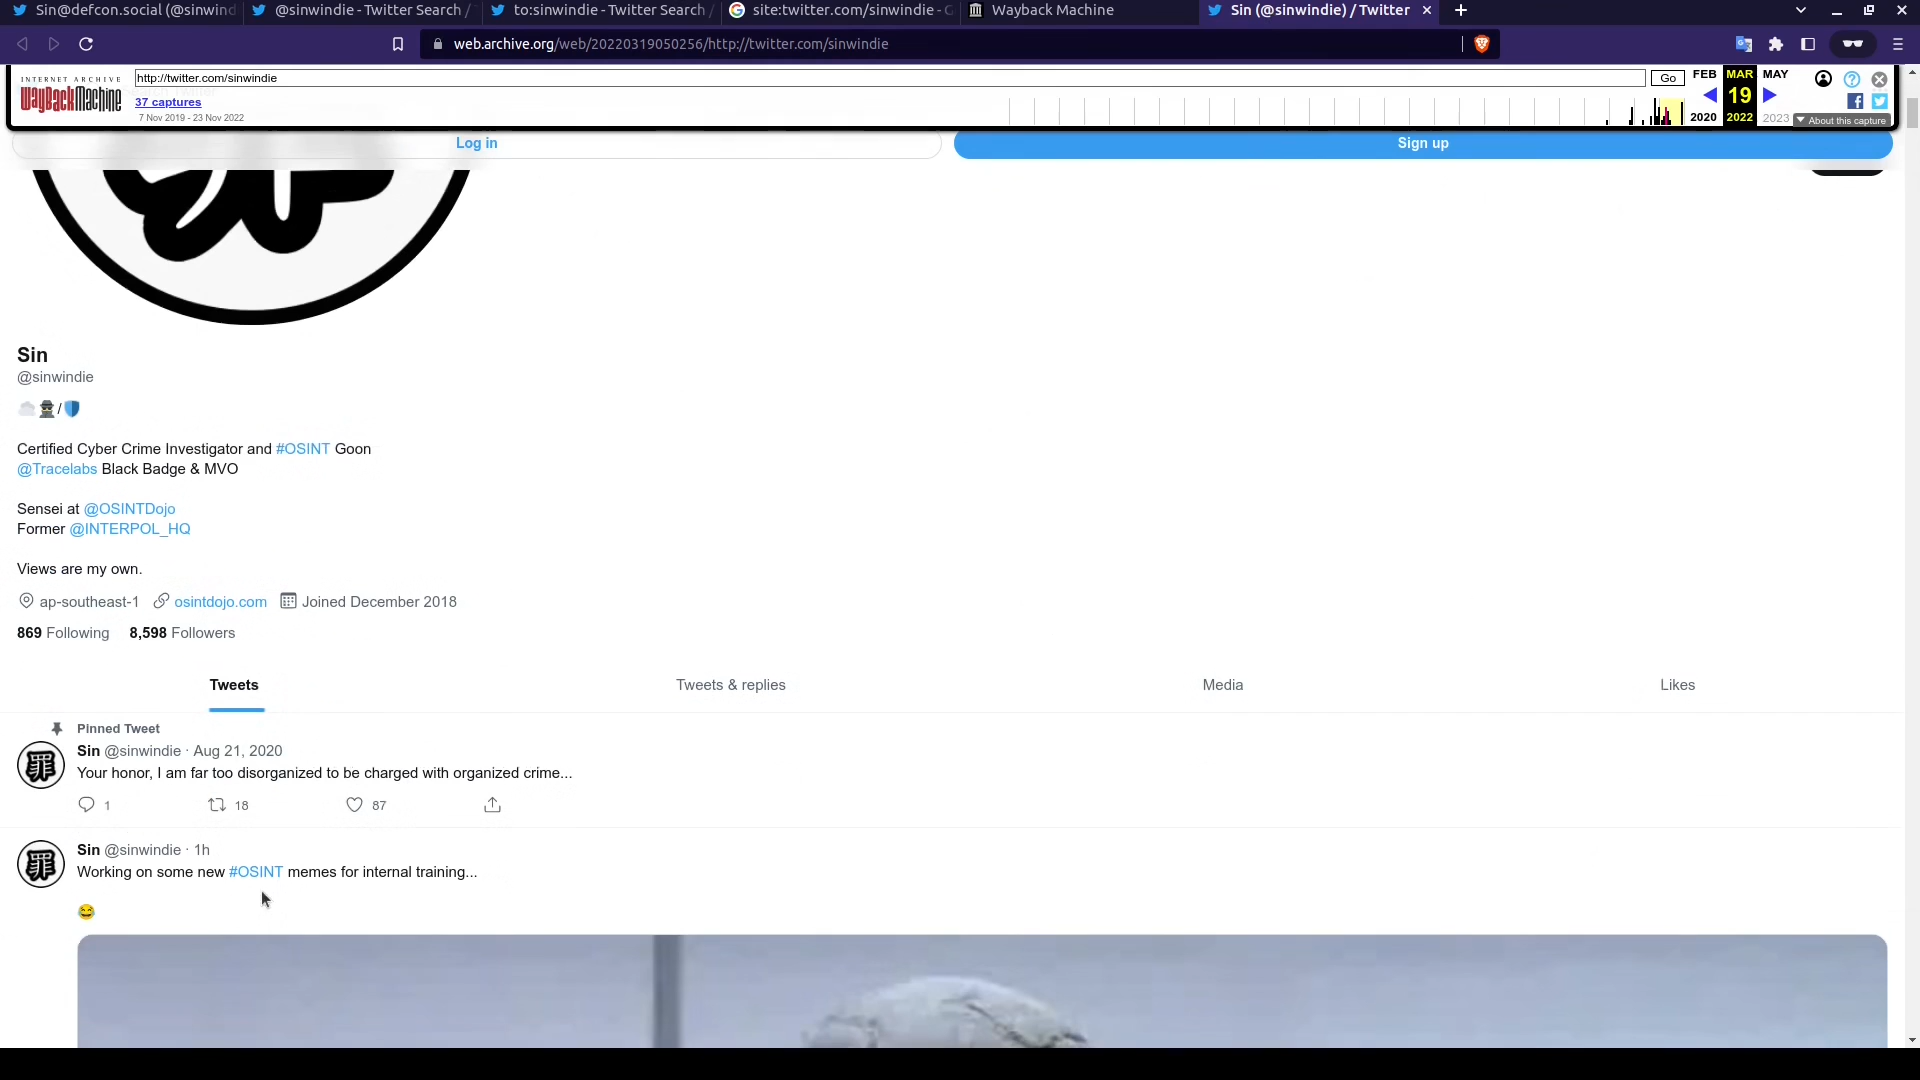 Sin@defcon.social (@sinwind
@sinwindie - Twitter Search /
to:sinwindie - Twitter Search /
site:twitter.com/sinwindie -
Wayback Machine
Sin (@sinwindie) / Twitter
web.archive.org/web/20220319050256/http://twitter.com/sinwindie
INTERNET ARCHIVE
WayBackMachine
http://twitter.com/sinwindie
Go
FEB MAR MAY
37 captures
19
7 Nov 2019 - 23 Nov 2022
2020 2022 2023
About this capture
Log in
Sign up
Sin
@sinwindie
/
Certified Cyber Crime Investigator and #OSINT Goon
@Tracelabs Black Badge & MVO
Sensei at @OSINTDojo
Former @INTERPOL_HQ
Views are my own.
ap-southeast-1 osintdojo.com Joined December 2018
869 Following 8,598 Followers
Tweets Tweets & replies Media Likes
Pinned Tweet
罪
Sin @sinwindie · Aug 21, 2020
Your honor, I am far too disorganized to be charged with organized crime...
1 18 87
罪
Sin @sinwindie · 1h
Working on some new #OSINT memes for internal training...
😂